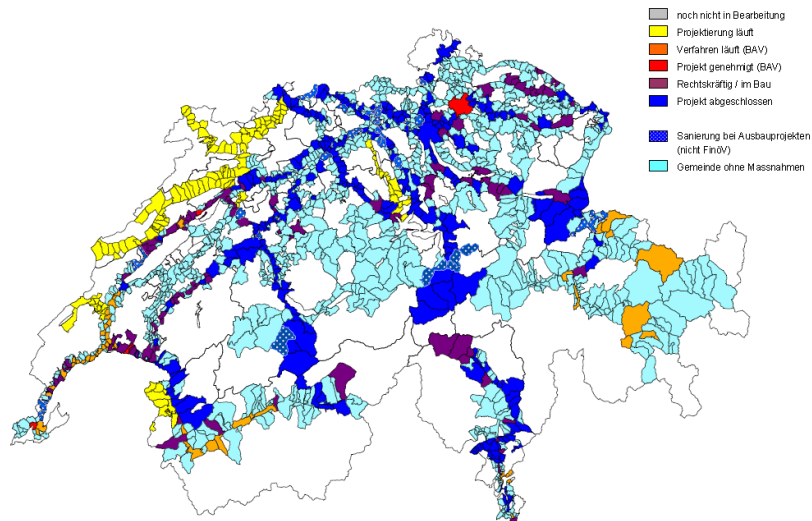 noch nicht in Bearbeitung
Projektierung läuft
Verfahren läuft (BAV)
Projekt genehmigt (BAV)
Rechtskräftig / im Bau
Projekt abgeschlossen
Sanierung bei Ausbauprojekten
(nicht FinöV)
Gemeinde ohne Massnahmen